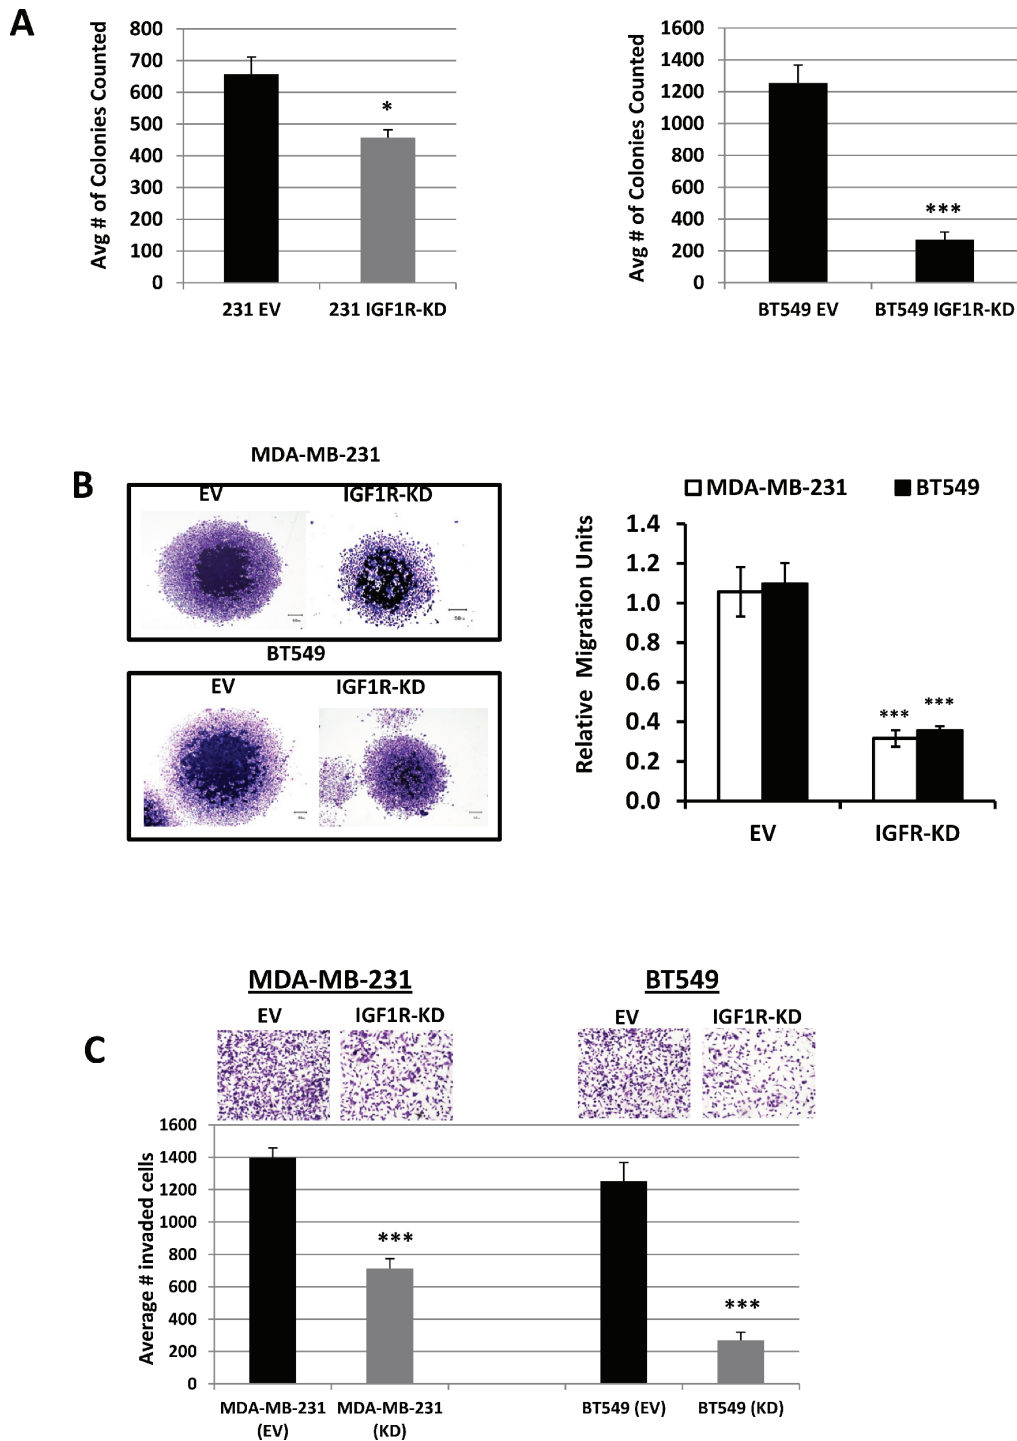 A
Avg # of Colonies Counted
800
700
600
500
400
300
200
100
0
*
231 EV
231 IGF1R-KD
Avg # of Colonies Counted
1600
1400
1200
1000
800
600
400
200
0
***
BT549 EV
BT549 IGF1R-KD
B
MDA-MB-231
EV
IGF1R-KD
BT549
EV
IGF1R-KD
MDA-MB-231
BT549
Relative Migration Units
1.4
1.2
1.0
0.8
0.6
0.4
0.2
0.0
***
***
EV
IGFR-KD
C
MDA-MB-231
BT549
EV
IGF1R-KD
EV
IGF1R-KD
Average # invaded cells
1600
1400
1200
1000
800
600
400
200
0
***
***
MDA-MB-231
(EV)
MDA-MB-231
(KD)
BT549 (EV)
BT549 (KD)